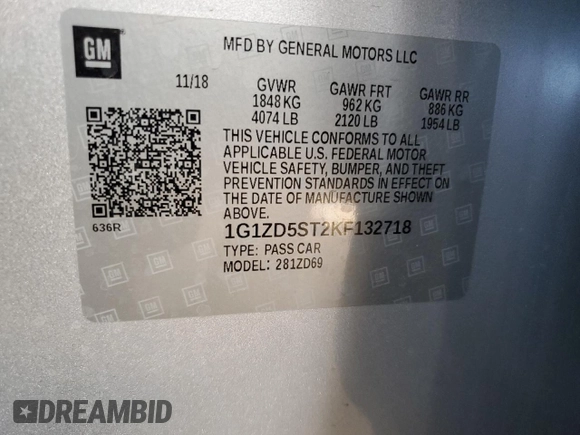 GM
MFD BY GENERAL MOTORS LLC
11/18 GVWR GAWR FRT GAWR RR
1848 KG 962 KG 886 KG
4074 LB 2120 LB 1954 LB
THIS VEHICLE CONFORMS TO ALL
APPLICABLE U.S. FEDERAL MOTOR
VEHICLE SAFETY, BUMPER, AND THEFT
PREVENTION STANDARDS IN EFFECT ON
THE DATE OF MANUFACTURE SHOWN
ABOVE.
636R
1G1ZD5ST2KF132718
TYPE: PASS CAR
MODEL: 281ZD69
DREAMBID